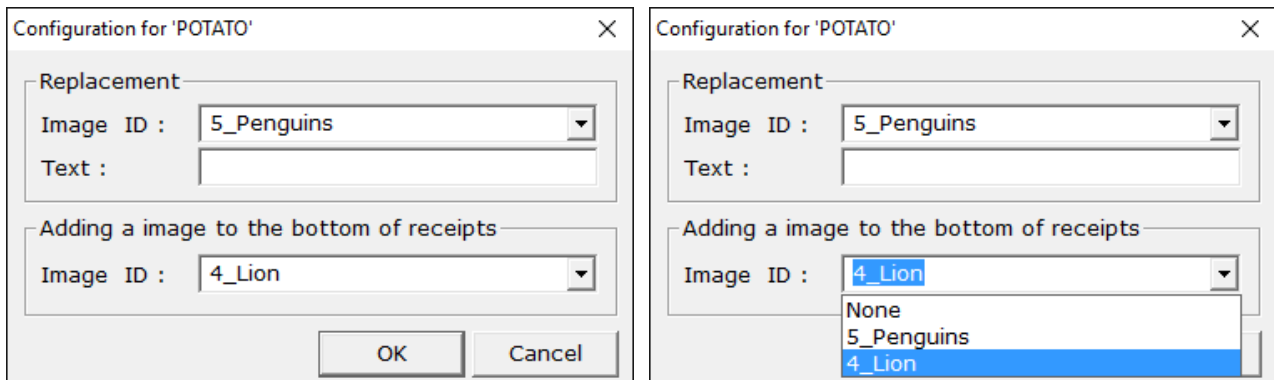 Configuration for 'POTATO'
Replacement
Image ID :
5_Penguins
Text :
Adding a image to the bottom of receipts
Image ID :
4_Lion
OK
Cancel
Configuration for 'POTATO'
Replacement
Image ID :
5_Penguins
Text :
Adding a image to the bottom of receipts
Image ID :
4_Lion
None
5_Penguins
4_Lion